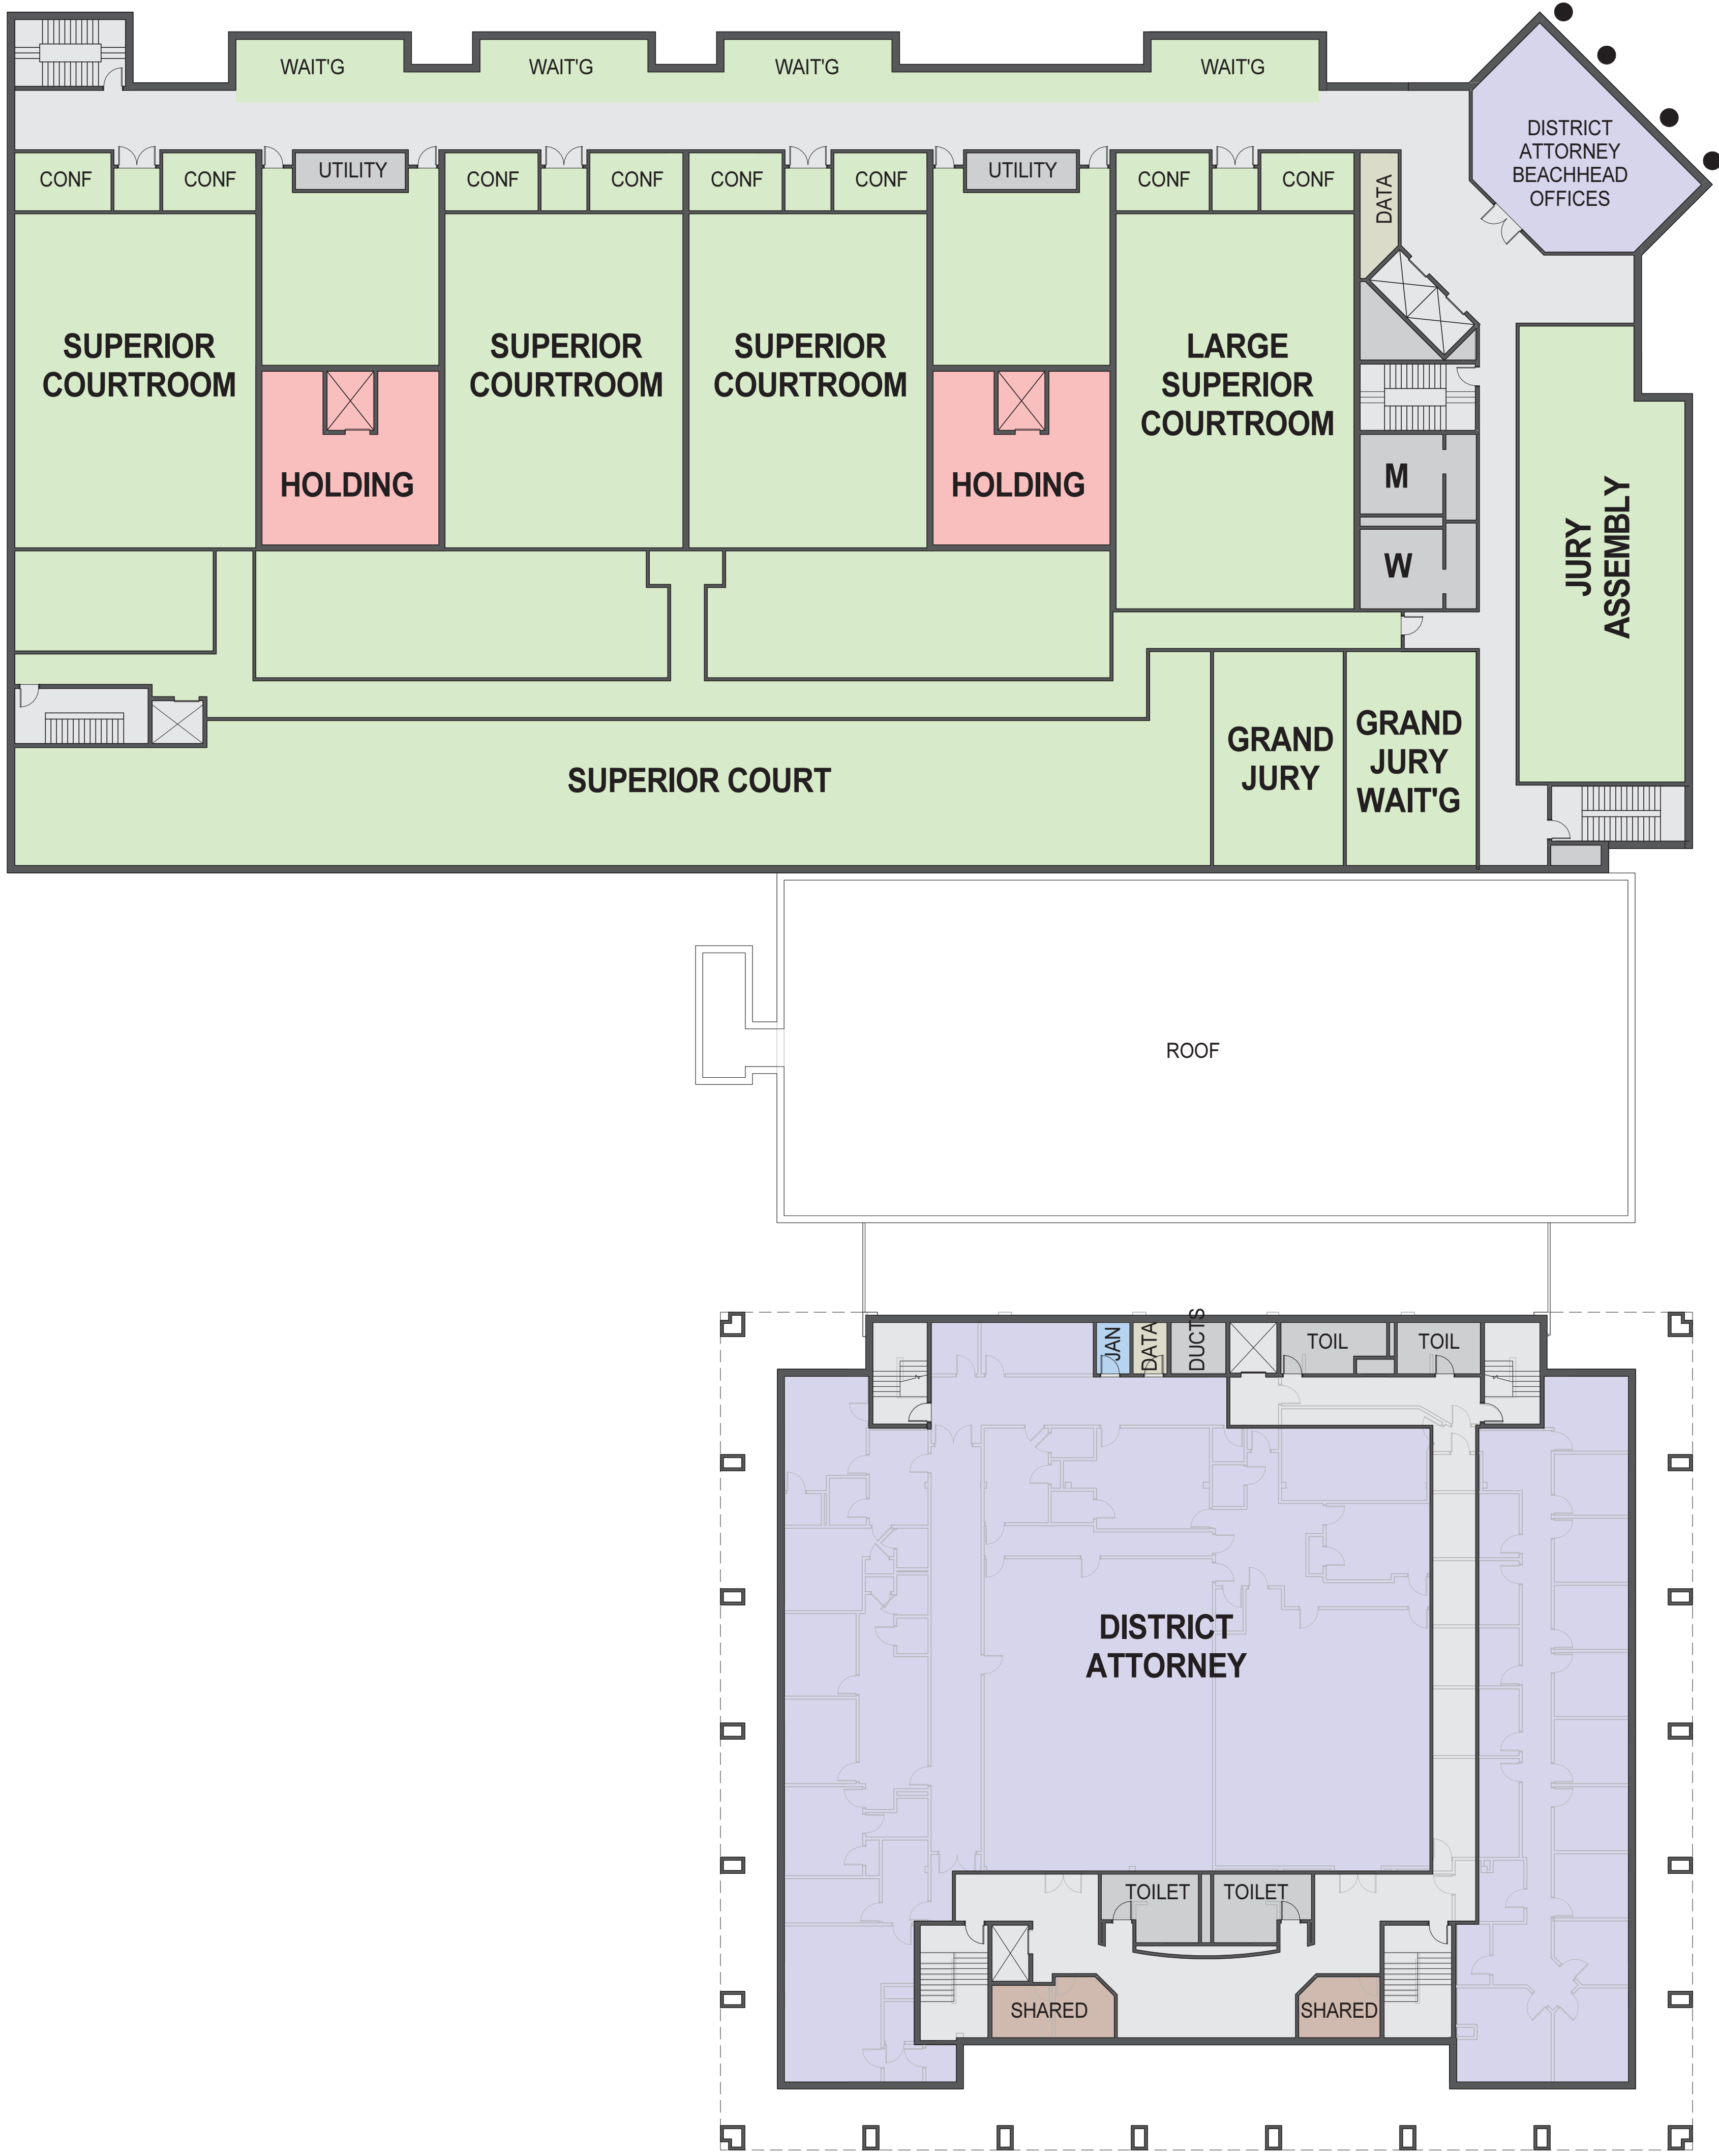 WAIT'G
WAIT'G
WAIT'G
WAIT'G
DISTRICT
ATTORNEY
BEACHHEAD
OFFICES
CONF
CONF
UTILITY
CONF
CONF
CONF
CONF
UTILITY
CONF
CONF
DATA
SUPERIOR
COURTROOM
SUPERIOR
COURTROOM
SUPERIOR
COURTROOM
LARGE
SUPERIOR
COURTROOM
HOLDING
HOLDING
M
W
JURY
ASSEMBLY
SUPERIOR COURT
GRAND
JURY
GRAND
JURY
WAIT'G
ROOF
JAN
DATA
DUCTS
TOIL
TOIL
DISTRICT
ATTORNEY
TOILET
TOILET
SHARED
SHARED